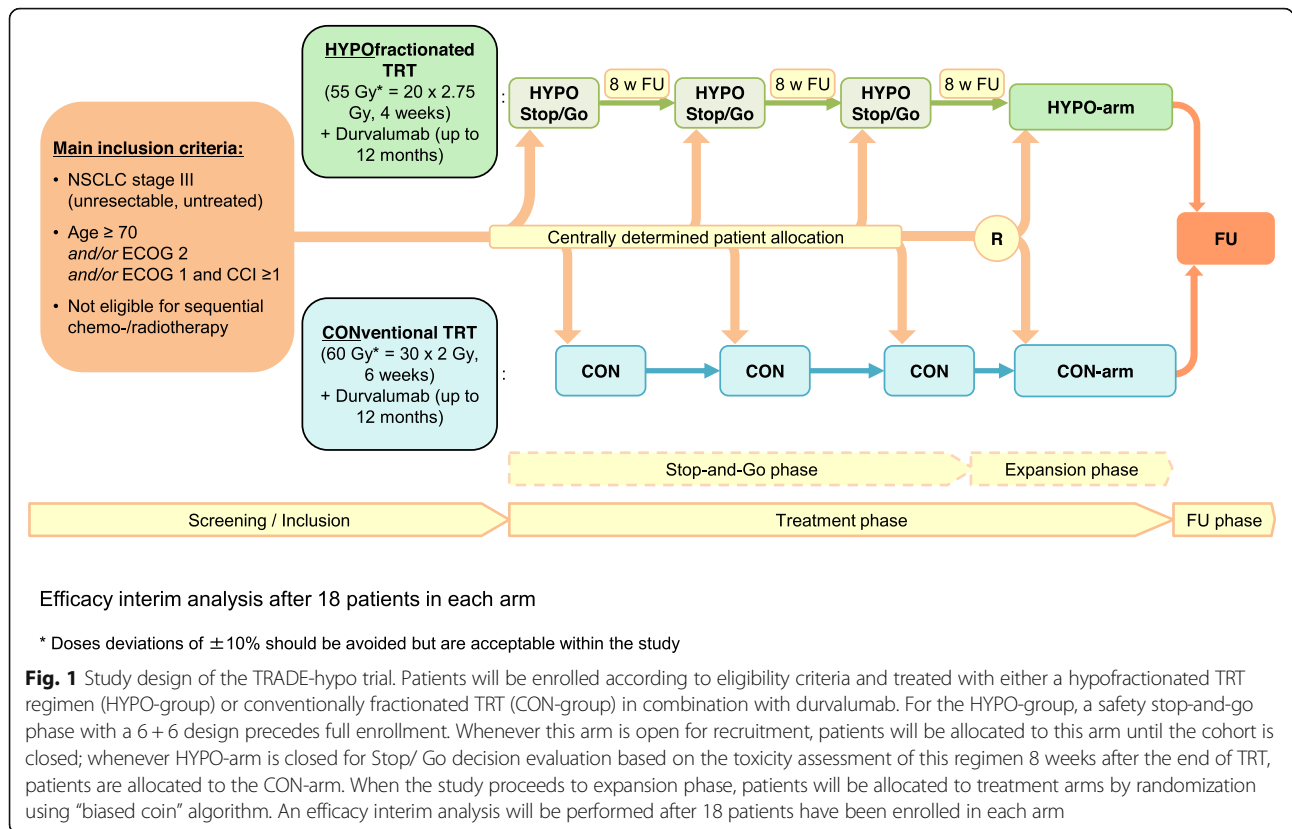 HYPOfractionated
TRT
(55 Gy* = 20 x 2.75
Gy, 4 weeks)
+ Durvalumab (up to
12 months)
:
HYPO
Stop/Go
8 w FU
HYPO
Stop/Go
8 w FU
HYPO
Stop/Go
8 w FU
HYPO-arm
Main inclusion criteria:
• NSCLC stage III
(unresectable, untreated)
• Age ≥ 70
and/or ECOG 2
and/or ECOG 1 and CCI ≥1
• Not eligible for sequential
chemo-/radiotherapy
Centrally determined patient allocation
R
FU
CONventional TRT
(60 Gy* = 30 x 2 Gy,
6 weeks)
+ Durvalumab (up to
12 months)
:
CON
CON
CON
CON-arm
Stop-and-Go phase
Expansion phase
Screening / Inclusion
Treatment phase
FU phase
Efficacy interim analysis after 18 patients in each arm
* Doses deviations of ±10% should be avoided but are acceptable within the study
Fig. 1 Study design of the TRADE-hypo trial. Patients will be enrolled according to eligibility criteria and treated with either a hypofractionated TRT
regimen (HYPO-group) or conventionally fractionated TRT (CON-group) in combination with durvalumab. For the HYPO-group, a safety stop-and-go
phase with a 6 + 6 design precedes full enrollment. Whenever this arm is open for recruitment, patients will be allocated to this arm until the cohort is
closed; whenever HYPO-arm is closed for Stop/ Go decision evaluation based on the toxicity assessment of this regimen 8 weeks after the end of TRT,
patients are allocated to the CON-arm. When the study proceeds to expansion phase, patients will be allocated to treatment arms by randomization
using “biased coin” algorithm. An efficacy interim analysis will be performed after 18 patients have been enrolled in each arm